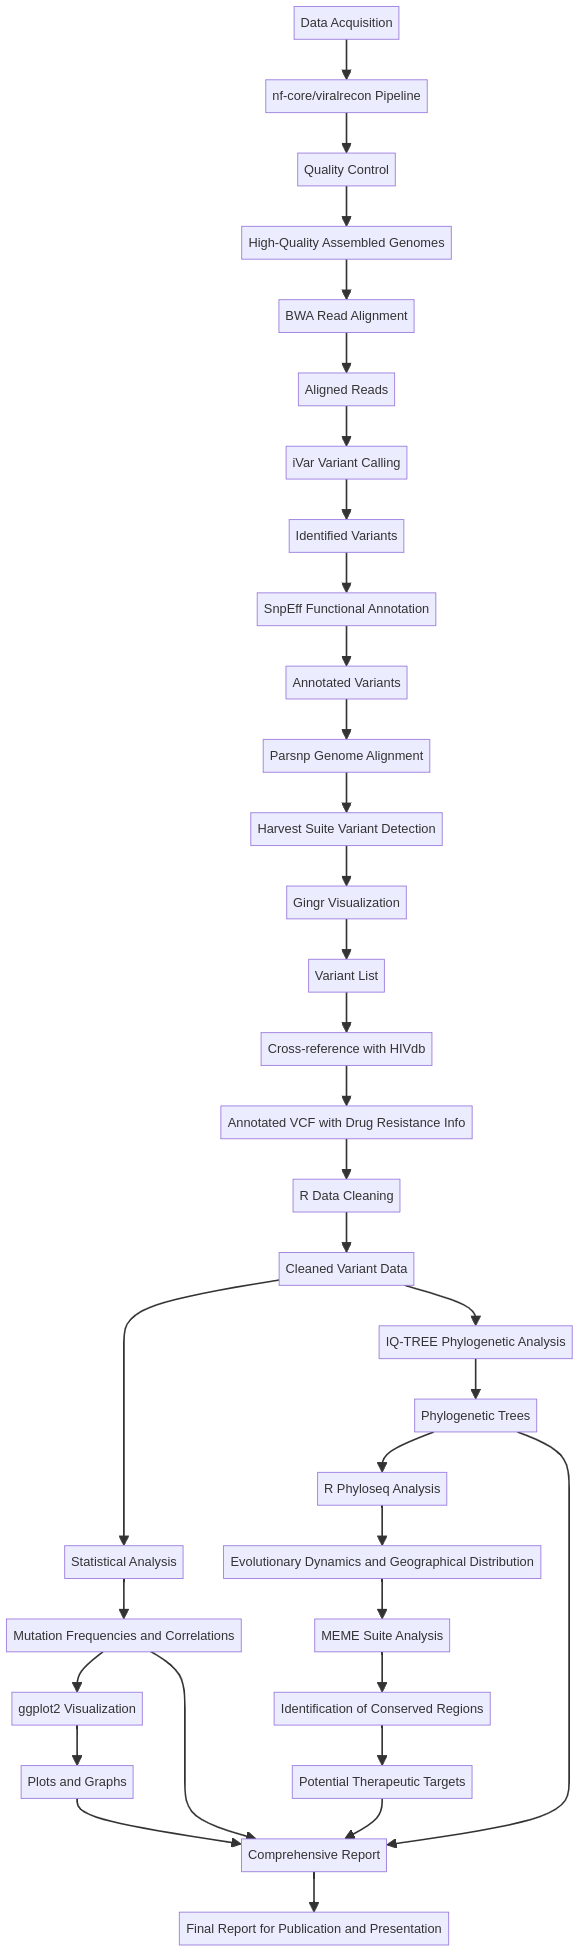 Data Acquisition
nf-core/viralrecon Pipeline
Quality Control
High-Quality Assembled Genomes
BWA Read Alignment
Aligned Reads
iVar Variant Calling
Identified Variants
SnpEff Functional Annotation
Annotated Variants
Parsnp Genome Alignment
Harvest Suite Variant Detection
Gingr Visualization
Variant List
Cross-reference with HIVdb
Annotated VCF with Drug Resistance Info
R Data Cleaning
Cleaned Variant Data
IQ-TREE Phylogenetic Analysis
Phylogenetic Trees
R Phyloseq Analysis
Statistical Analysis
Evolutionary Dynamics and Geographical Distribution
Mutation Frequencies and Correlations
MEME Suite Analysis
ggplot2 Visualization
Identification of Conserved Regions
Plots and Graphs
Potential Therapeutic Targets
Comprehensive Report
Final Report for Publication and Presentation